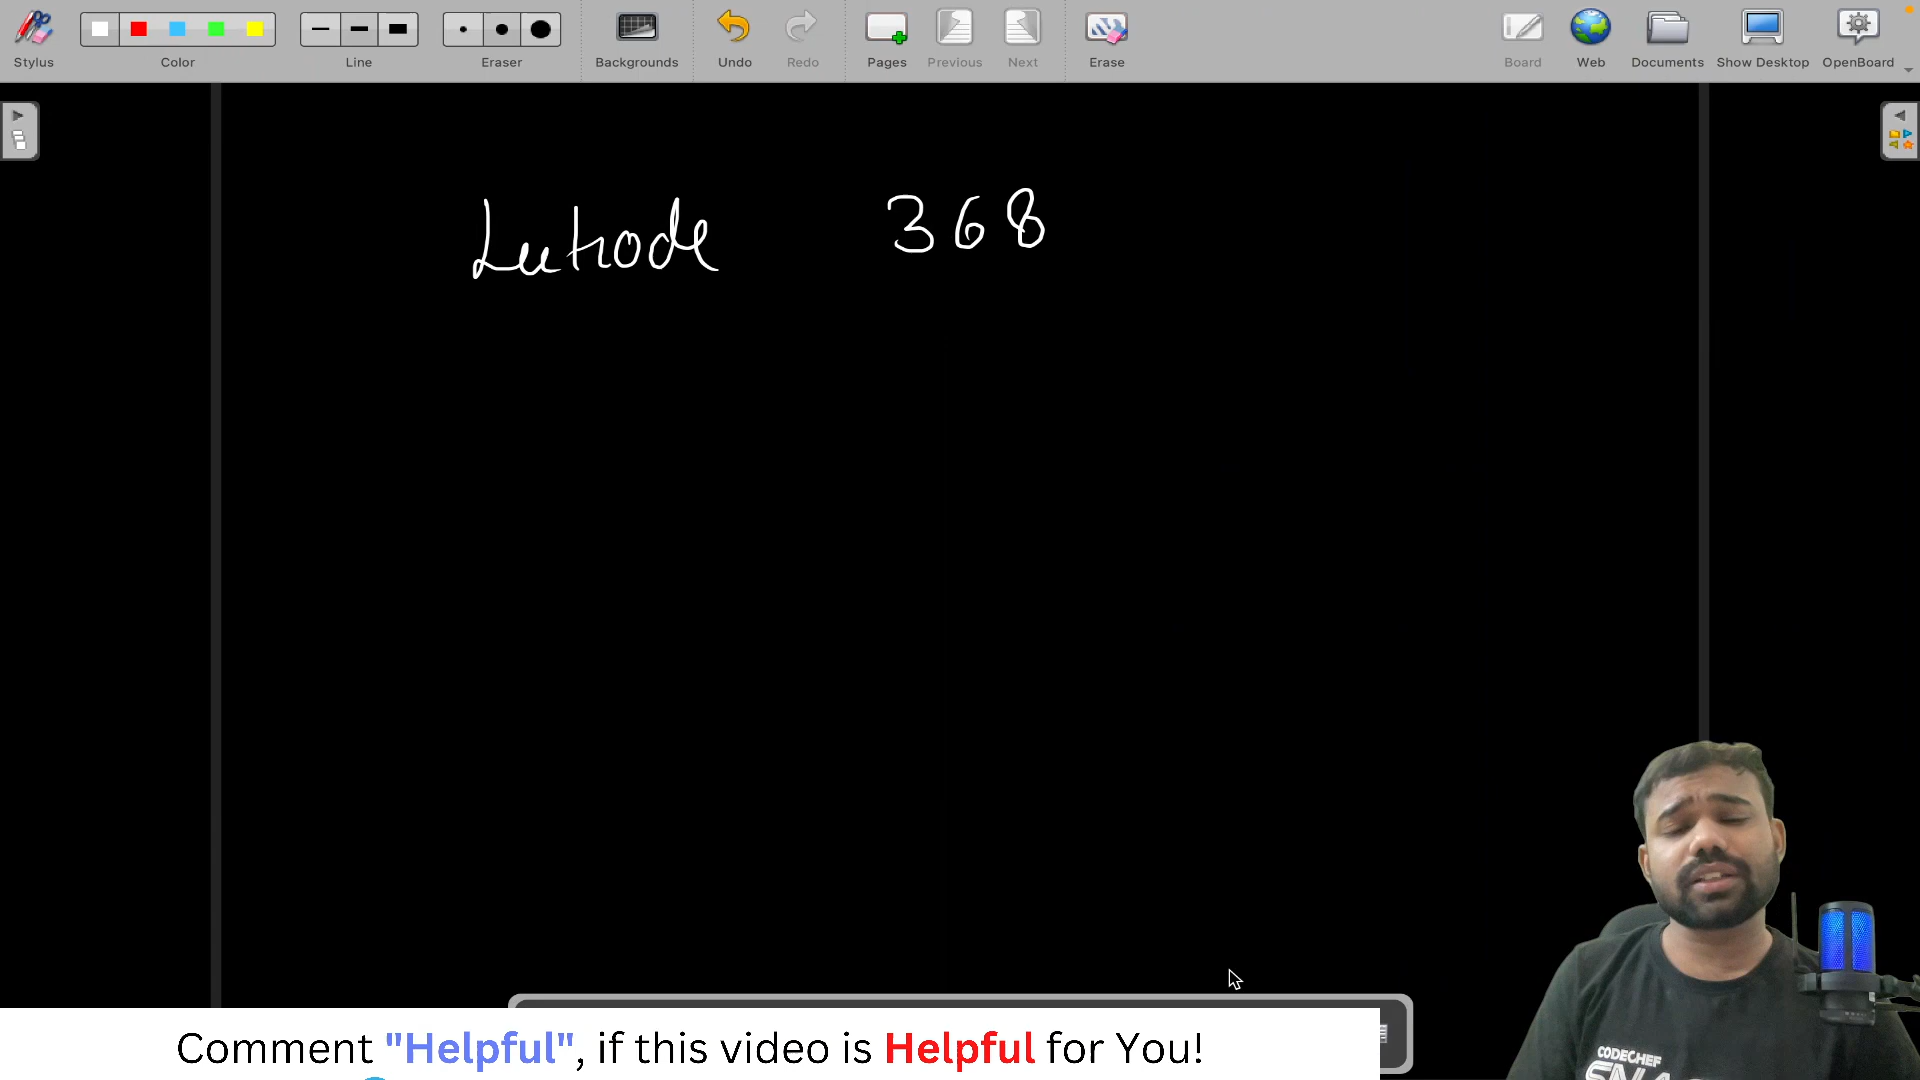 Stylus Color Line Eraser Backgrounds Undo Redo Pages Previous Next Erase Board Web Documents Show Desktop OpenBoard
Leetcode 368
CODECHEF
Comment "Helpful", if this video is Helpful for You!